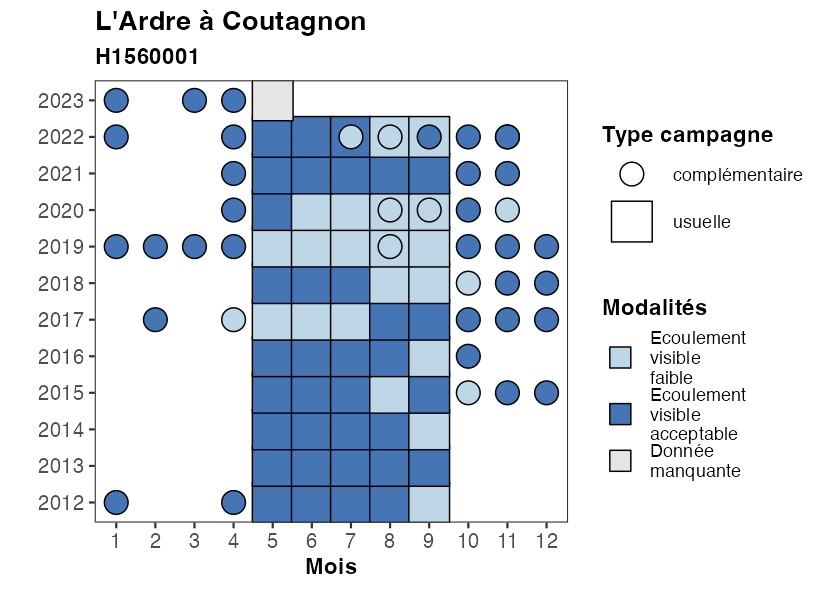 L'Ardre à Coutagnon
H1560001
2023
2022
2021
2020
2019
2018
2017
2016
2015
2014
2013
2012
1 2 3 4 5 6 7 8 9 10 11 12
Mois
Type campagne
complémentaire
usuelle
Modalités
Ecoulement
visible
faible
Ecoulement
visible
acceptable
Donnée
manquante